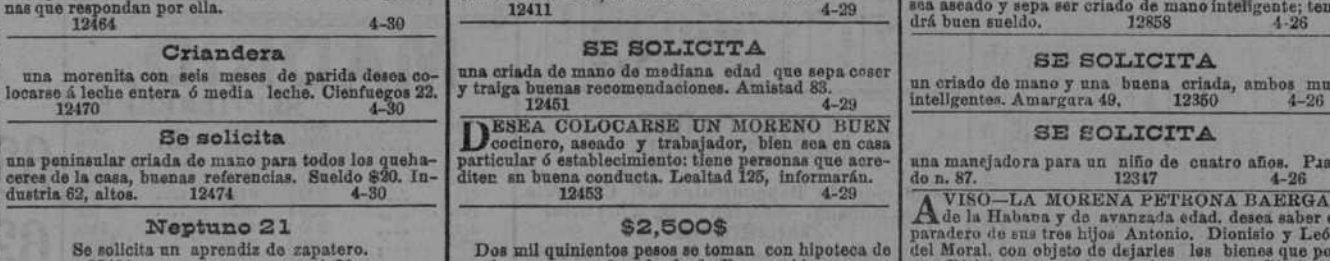 nas que respondan por ella.
12464 4-30
Criandera
una morenita con seis meses de parida desea co-
locarse á leche entera ó media leche. Cienfuegos 22.
12470 4-30
Se solicita
una peninsular criada de mano para todos los queha-
ceres de la casa, buenas referencias. Sueldo $20. In-
dustria 62, altos. 12474 4-30
Neptuno 21
Se solicita un aprendiz de zapatero.
12411 4-29
SE SOLICITA
una criada de mano de mediana edad que sepa coser
y traiga buenas recomendaciones. Amistad 83.
12451 4-29
DESEA COLOCARSE UN MORENO BUEN
cocinero, aseado y trabajador, bien sea en casa
particular ó establecimiento: tiene personas que acre-
diten su buena conducta. Lealtad 125, informarán.
12453 4-29
$2,500$
Dos mil quinientos pesos se toman con hipoteca de
sea aseado y sepa ser criado de mano inteligente; ten
drá buen sueldo. 12858 4-26
SE SOLICITA
un criado de mano y una buena criada, ambos mu
inteligentes. Amargura 49. 12350 4-26
SE SOLICITA
una manejadora para un niño de cuatro años. Pra
do n. 87. 12347 4-26
AVISO—LA MORENA PETRONA BAERGA
de la Habana y de avanzada edad, desea saber e
paradero de sus tres hijos Antonio, Dionisio y Leó
del Moral, con objeto de dejarles los bienes que po